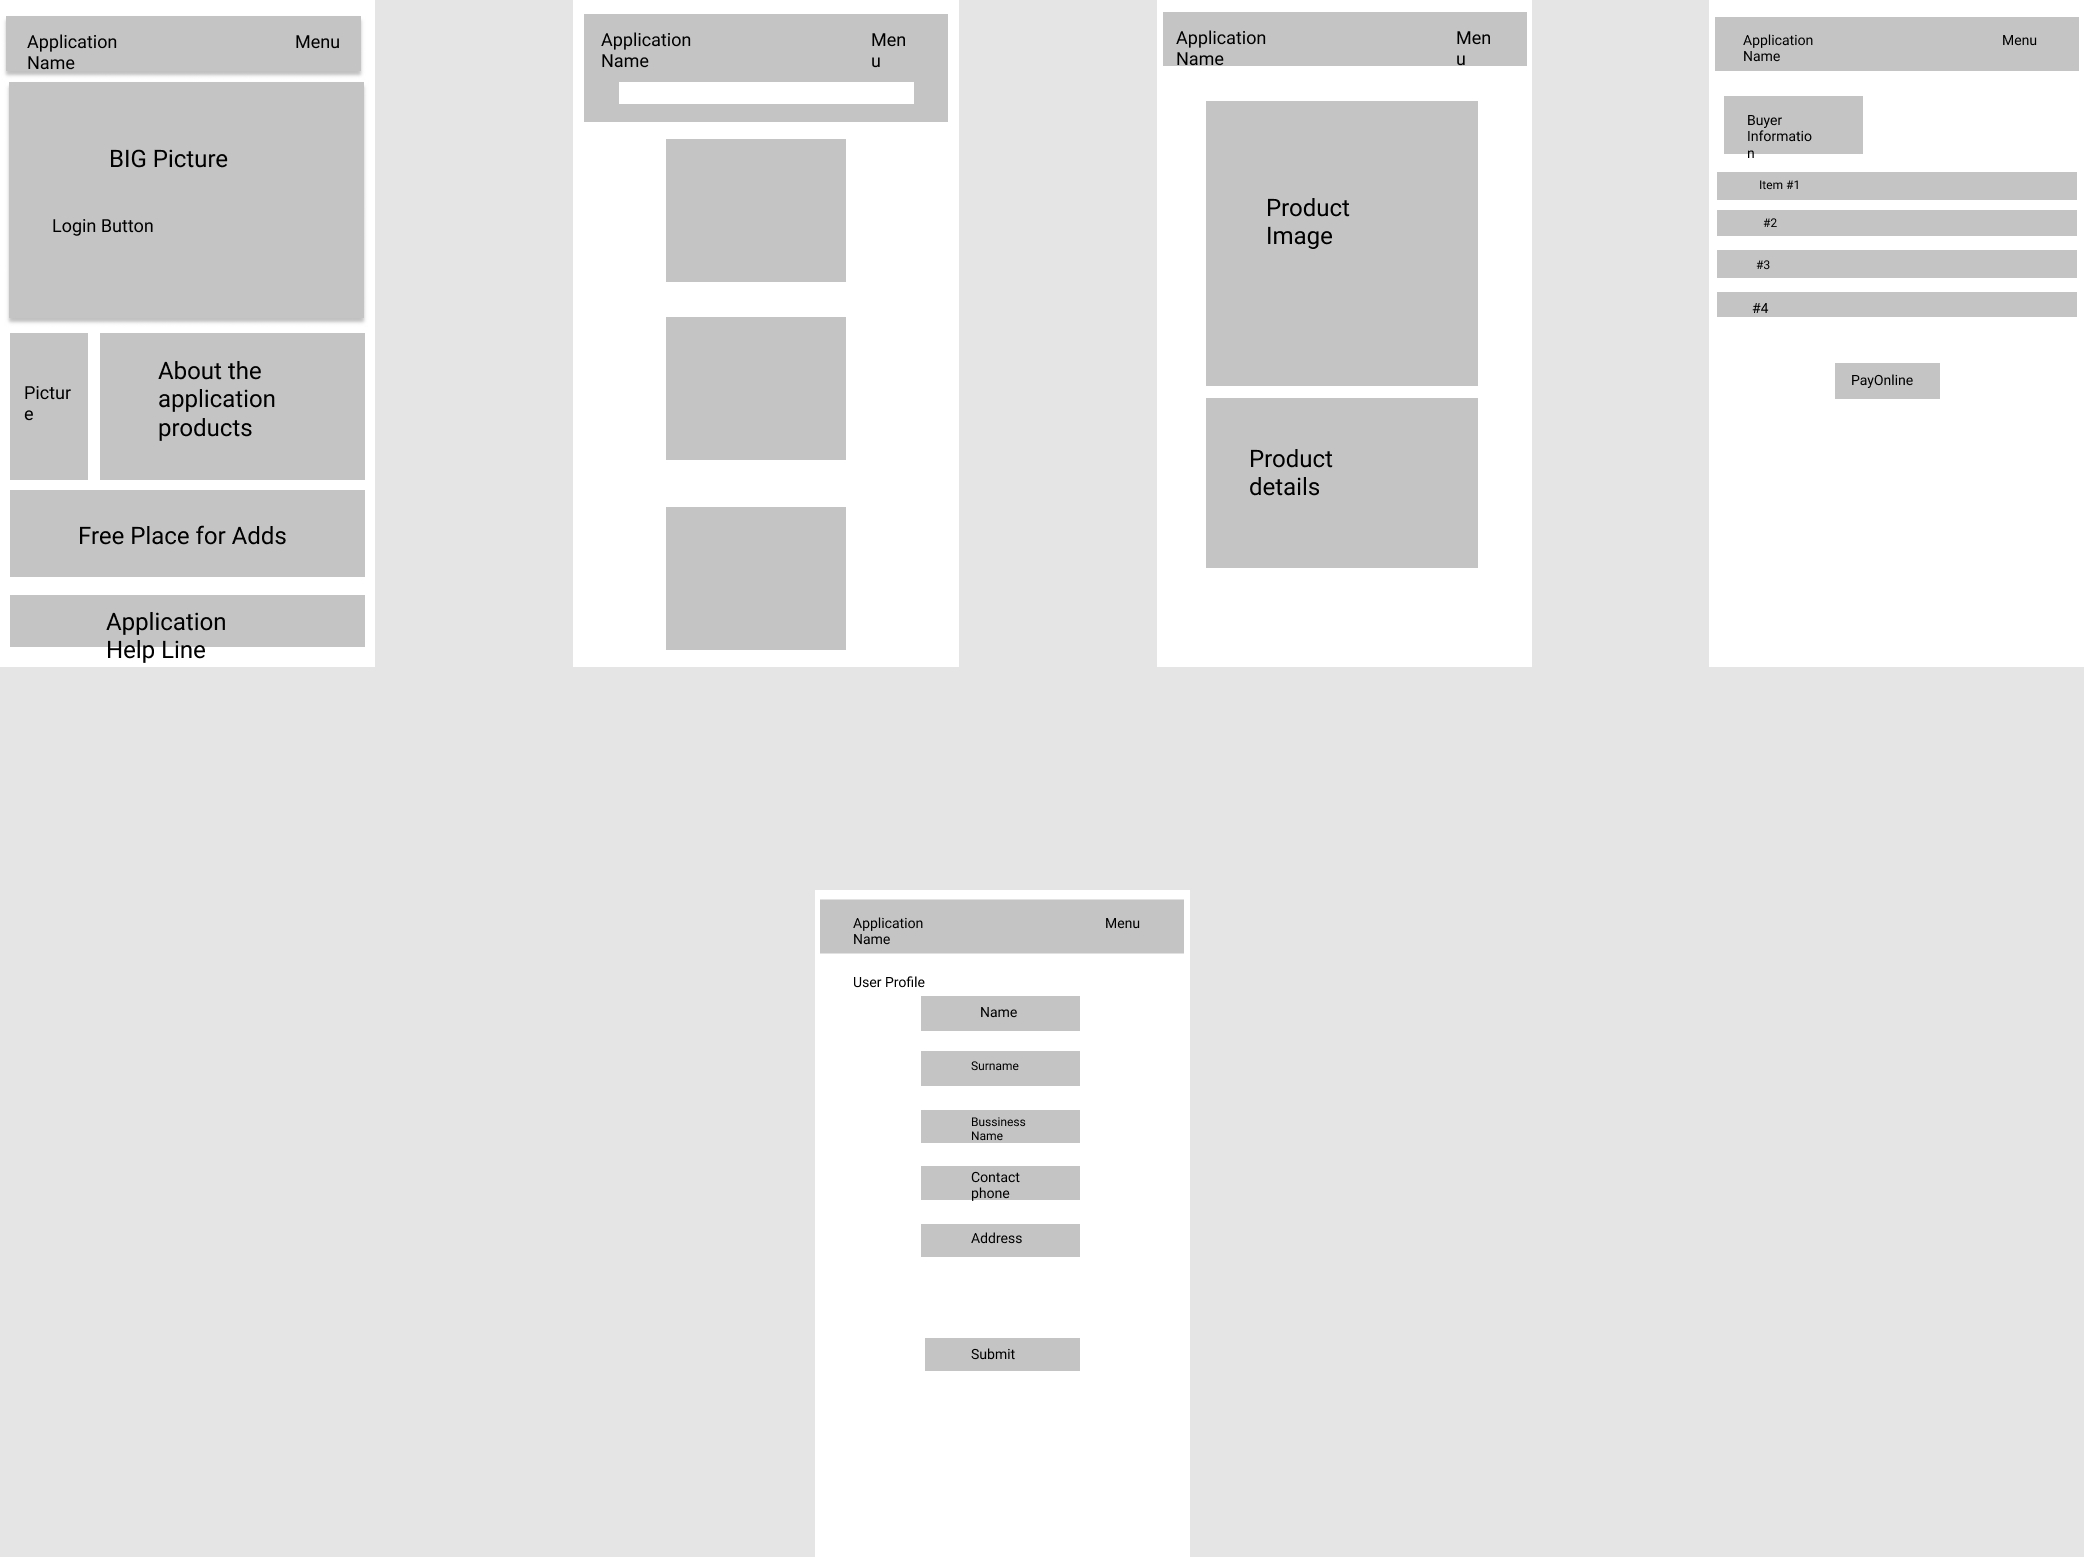 Application
Name
Menu
BIG Picture
Login Button
Pictur
e
About the
application
products
Free Place for Adds
Application
Help Line
Application
Name
Men
u
Application
Name
Men
u
Product
Image
Product
details
Application
Name
Menu
Buyer
Informatio
n
Item #1
#2
#3
#4
PayOnline
Application
Name
Menu
User Profile
Name
Surname
Bussiness
Name
Contact
phone
Address
Submit